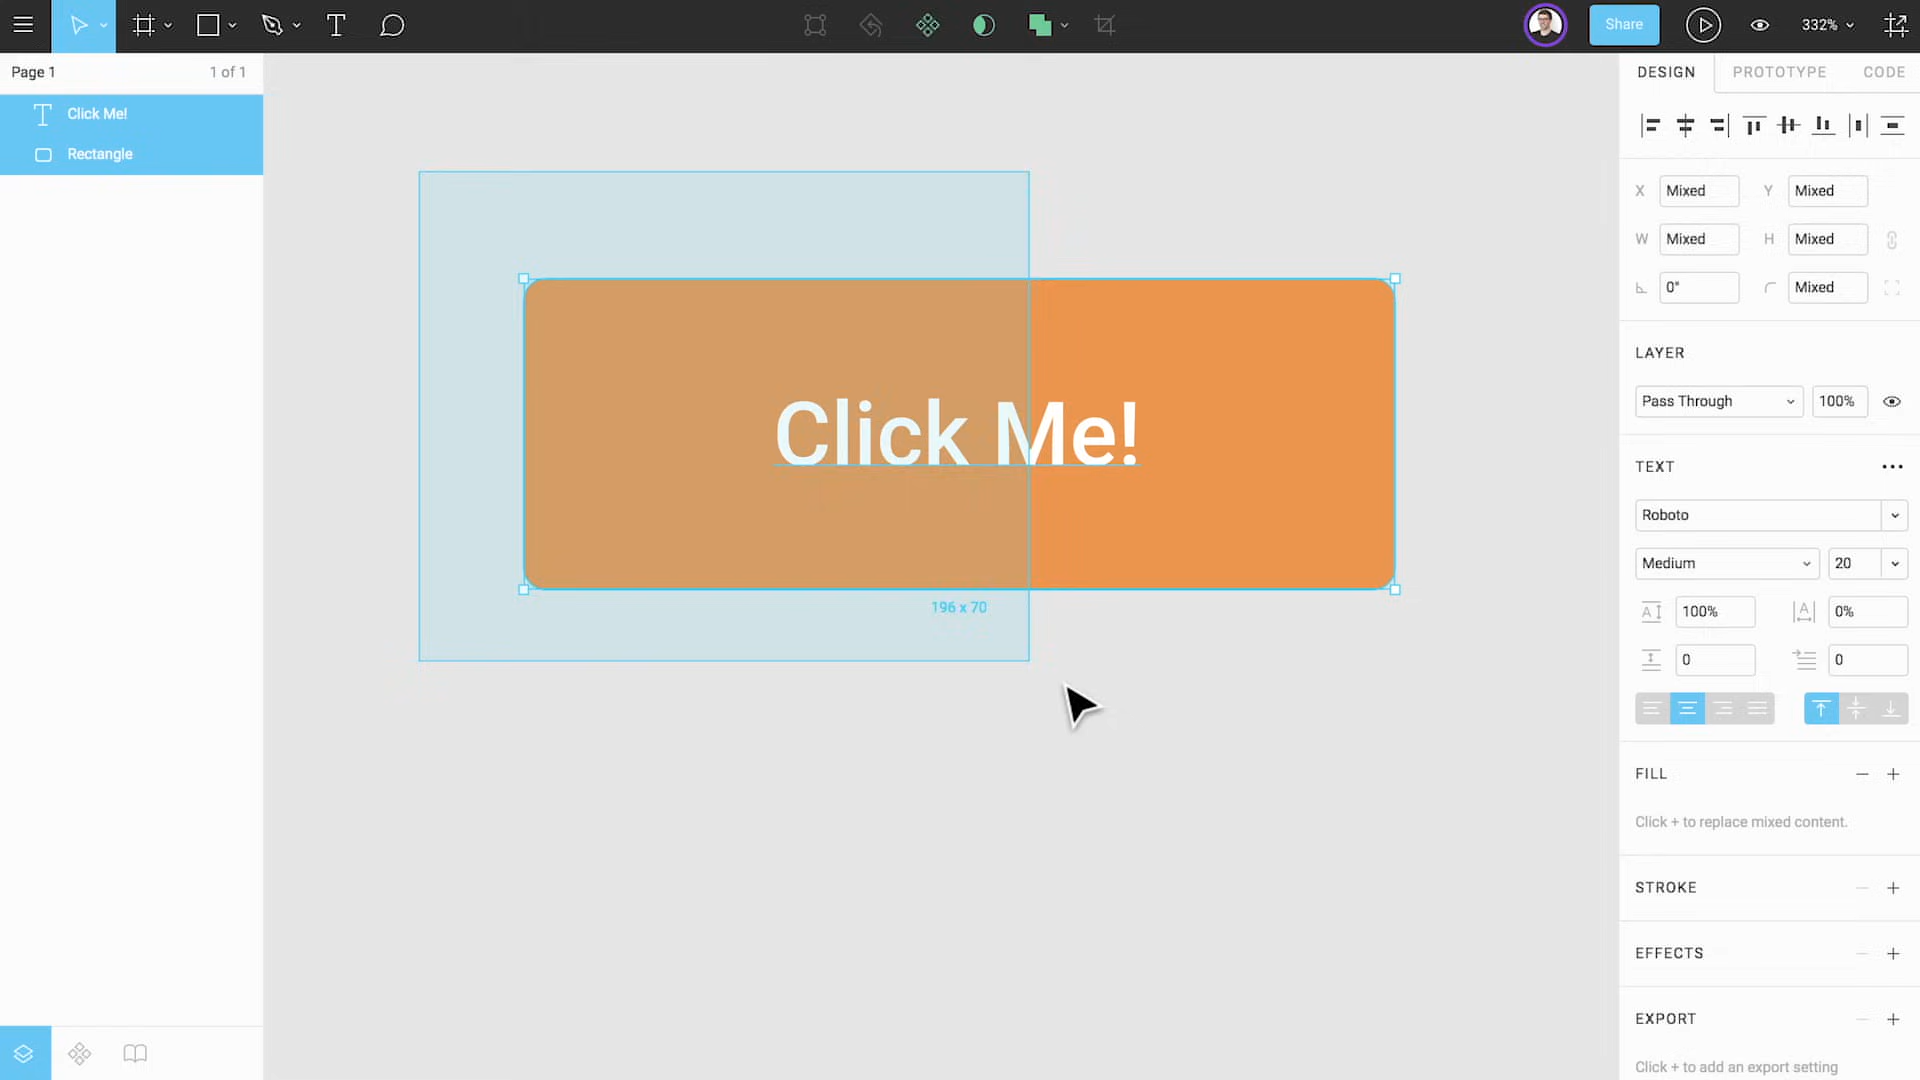 Share
332%
Page 1
1 of 1
DESIGN
PROTOTYPE
CODE
Click Me!
Rectangle
X
Mixed
Y
Mixed
W
Mixed
H
Mixed
0°
Mixed
LAYER
Pass Through
100%
Click Me!
TEXT
Roboto
Medium
20
196 x 70
100%
0%
0
0
FILL
Click + to replace mixed content.
STROKE
EFFECTS
EXPORT
Click + to add an export setting